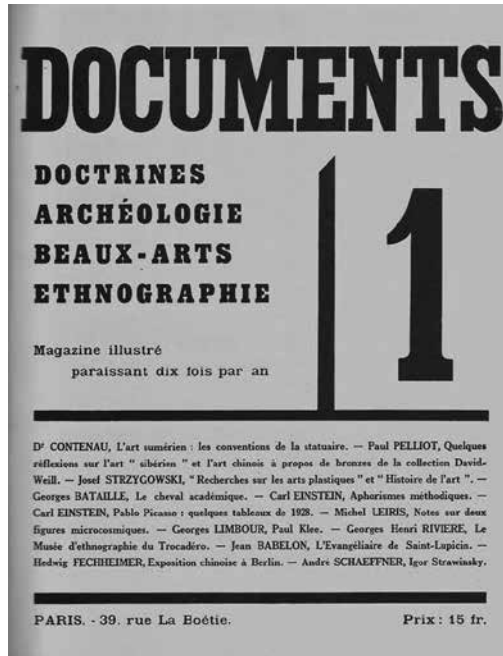 DOCUMENTS
DOCTRINES
ARCHÉOLOGIE
BEAUX-ARTS
ETHNOGRAPHIE
1
Magazine illustré
paraissant dix fois par an
Dr CONTENAU, L'art sumérien : les conventions de la statuaire. — Paul PELLIOT, Quelques
réflexions sur l'art " sibérien " et l'art chinois à propos de bronzes de la collection David-
Weill. — Josef STRZYGOWSKI, "Recherches sur les arts plastiques" et "Histoire de l'art". —
Georges BATAILLE, Le cheval académique. — Carl EINSTEIN, Aphorismes méthodiques. —
Carl EINSTEIN, Pablo Picasso : quelques tableaux de 1928. — Michel LEIRIS, Notes sur deux
figures microcosmiques. — Georges LIMBOUR, Paul Klee. — Georges Henri RIVIERE, Le
Musée d'ethnographie du Trocadéro. — Jean BABELON, L'Evangéliaire de Saint-Lupicin. —
Hedwig FECHHEIMER, Exposition chinoise à Berlin. — André SCHAEFFNER, Igor Strawinsky.
PARIS. - 39, rue La Boétie.
Prix : 15 fr.